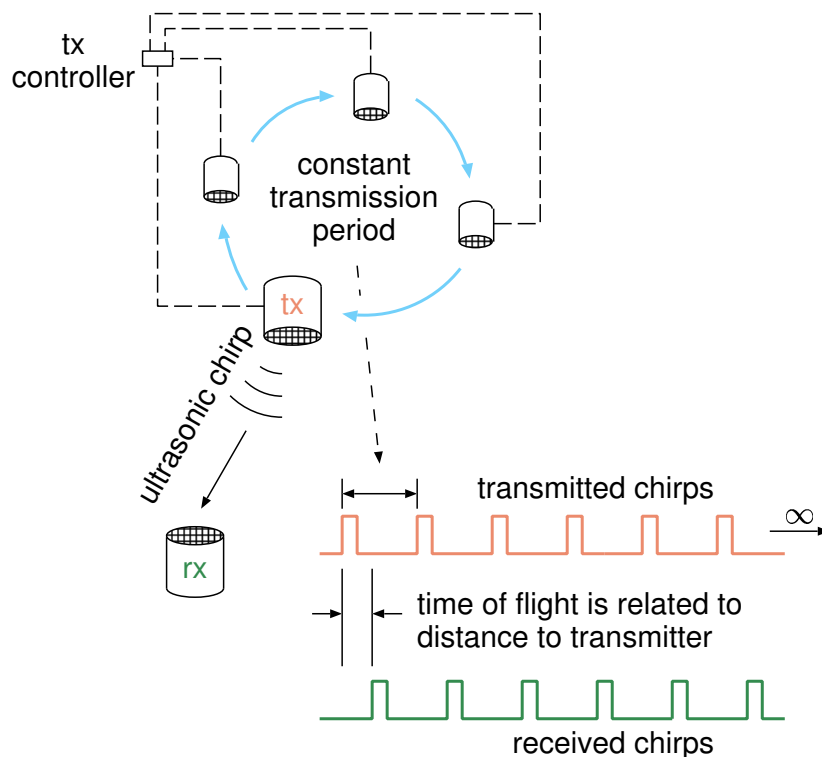 tx
controller
constant
transmission
period
tx
ultrasonic chirp
rx
transmitted chirps
∞
time of flight is related to
distance to transmitter
received chirps